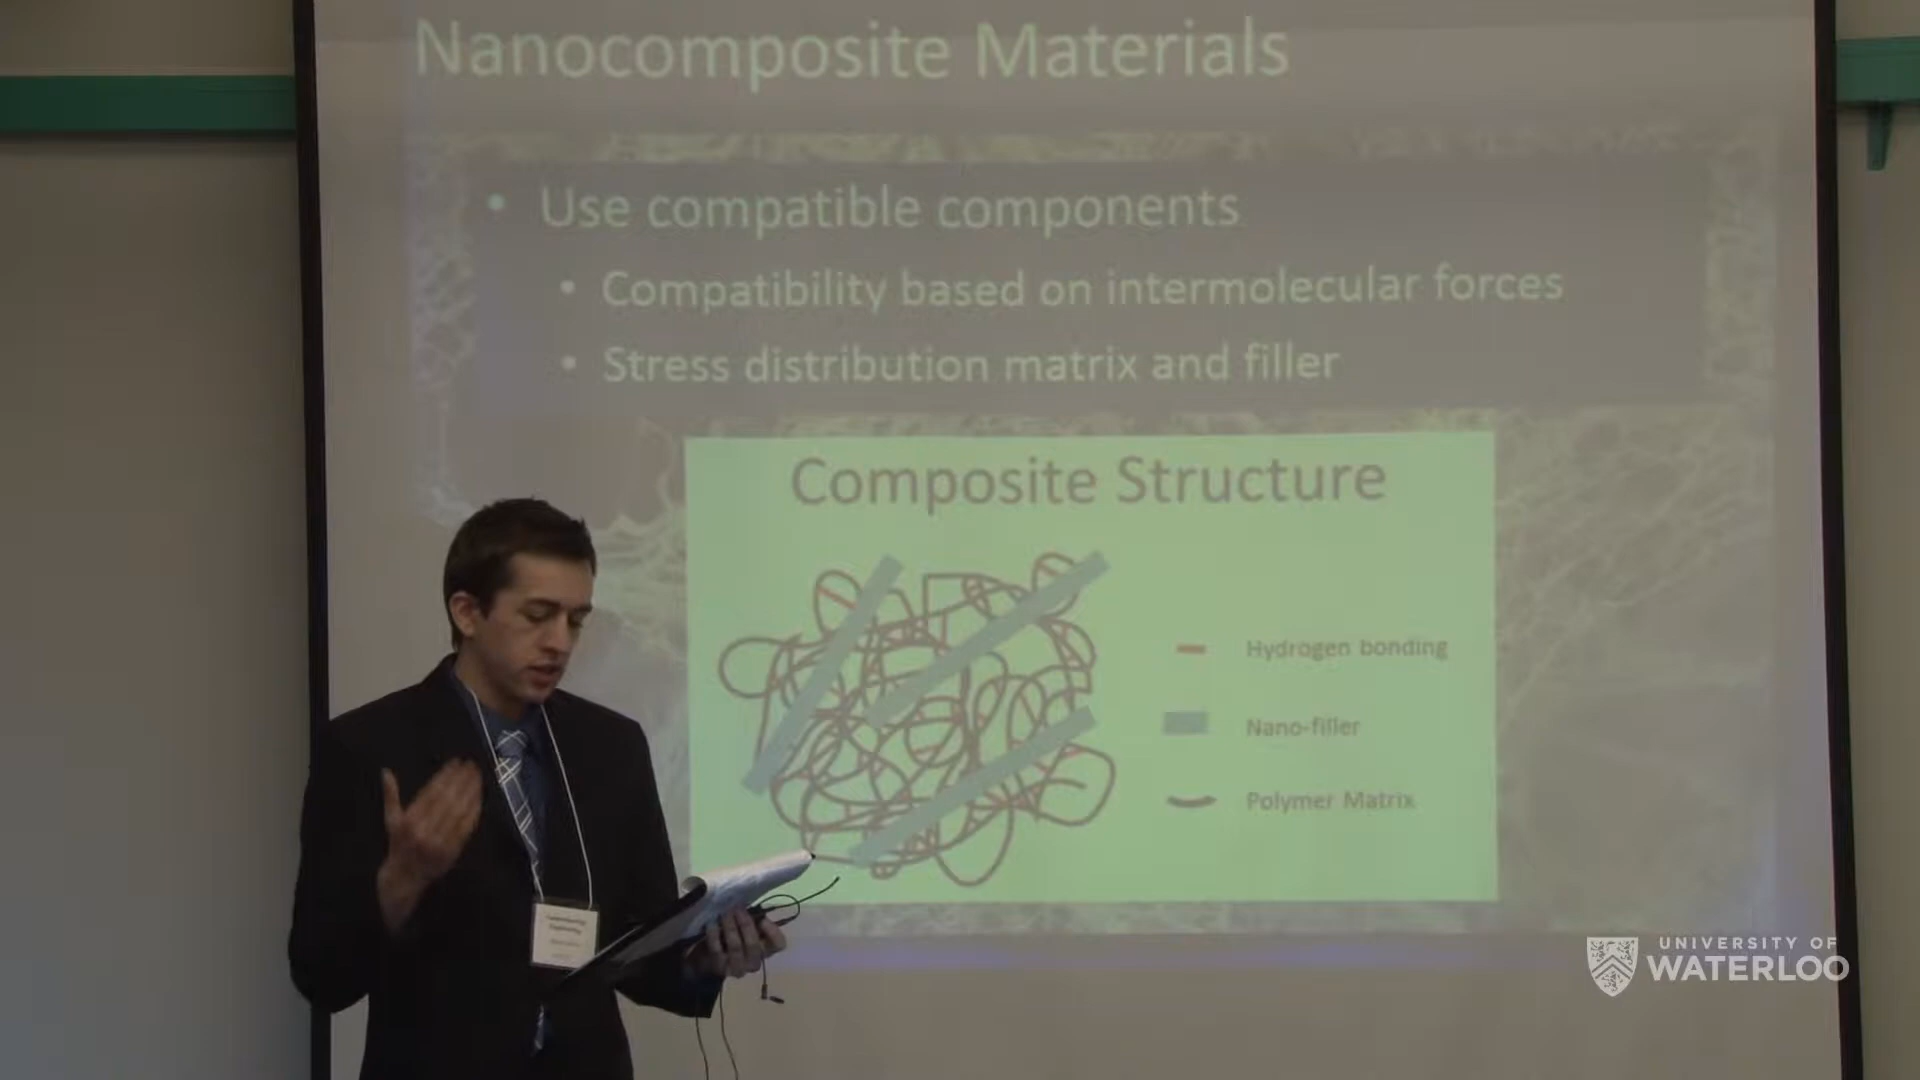 Nanocomposite Materials
• Use compatible components
• Compatibility based on intermolecular forces
• Stress distribution matrix and filler
Composite Structure
Hydrogen bonding
Nano-filler
Polymer Matrix
UNIVERSITY OF
WATERLOO